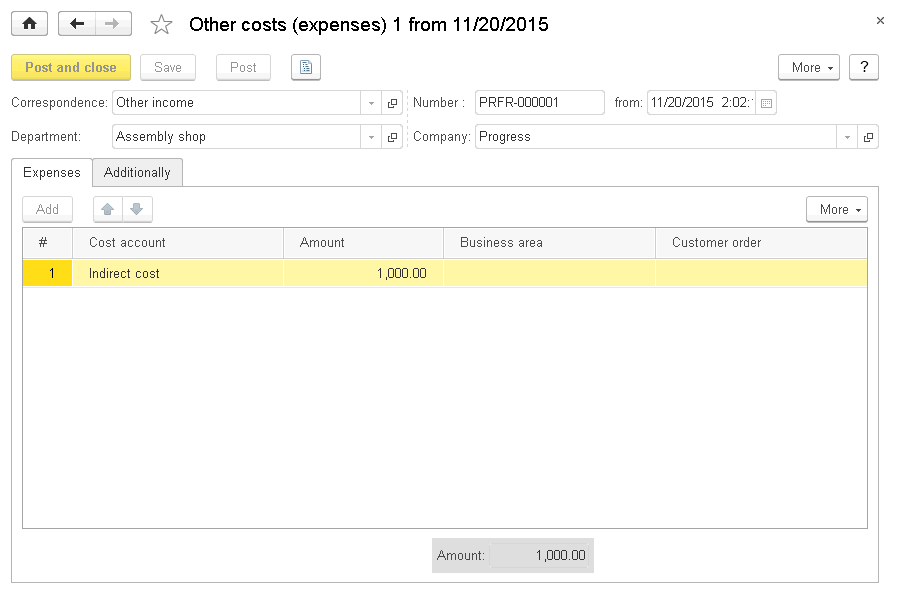 Other costs (expenses) 1 from 11/20/2015
×
Post and close Save Post More ?
Correspondence: Other income Number : PRFR-000001 from: 11/20/2015 2:02:
Department: Assembly shop Company: Progress
Expenses Additionally
Add More
# Cost account Amount Business area Customer order
1 Indirect cost 1,000.00
Amount: 1,000.00